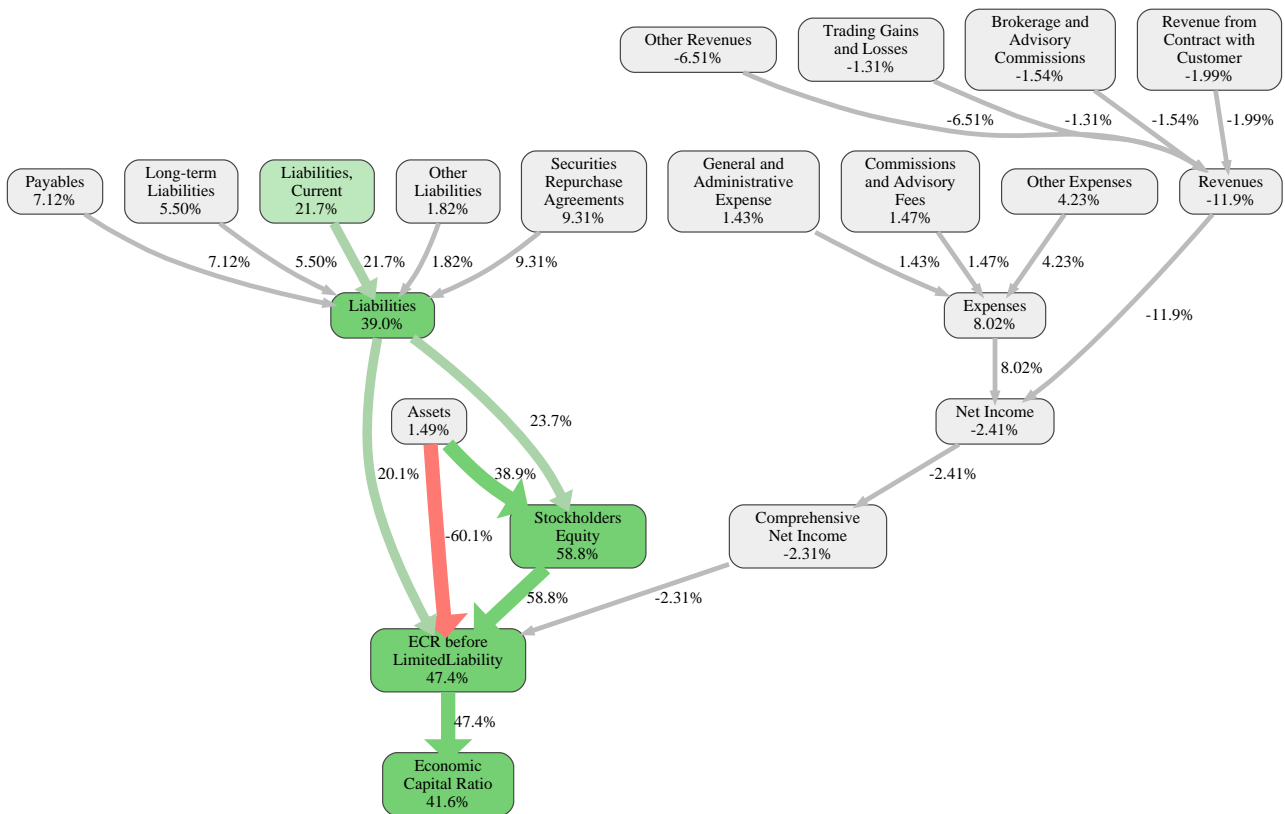 Other Revenues
-6.51%
Trading Gains
and Losses
-1.31%
Brokerage and
Advisory
Commissions
-1.54%
Revenue from
Contract with
Customer
-1.99%
-6.51%
-1.31%
-1.54%
-1.99%
Payables
7.12%
Long-term
Liabilities
5.50%
Liabilities,
Current
21.7%
Other
Liabilities
1.82%
Securities
Repurchase
Agreements
9.31%
General and
Administrative
Expense
1.43%
Commissions
and Advisory
Fees
1.47%
Other Expenses
4.23%
Revenues
-11.9%
7.12%
5.50%
21.7%
1.82%
9.31%
1.43%
1.47%
4.23%
-11.9%
Liabilities
39.0%
Expenses
8.02%
8.02%
Assets
1.49%
23.7%
Net Income
-2.41%
20.1%
38.9%
-2.41%
-60.1%
Stockholders
Equity
58.8%
Comprehensive
Net Income
-2.31%
58.8%
-2.31%
ECR before
LimitedLiability
47.4%
47.4%
Economic
Capital Ratio
41.6%